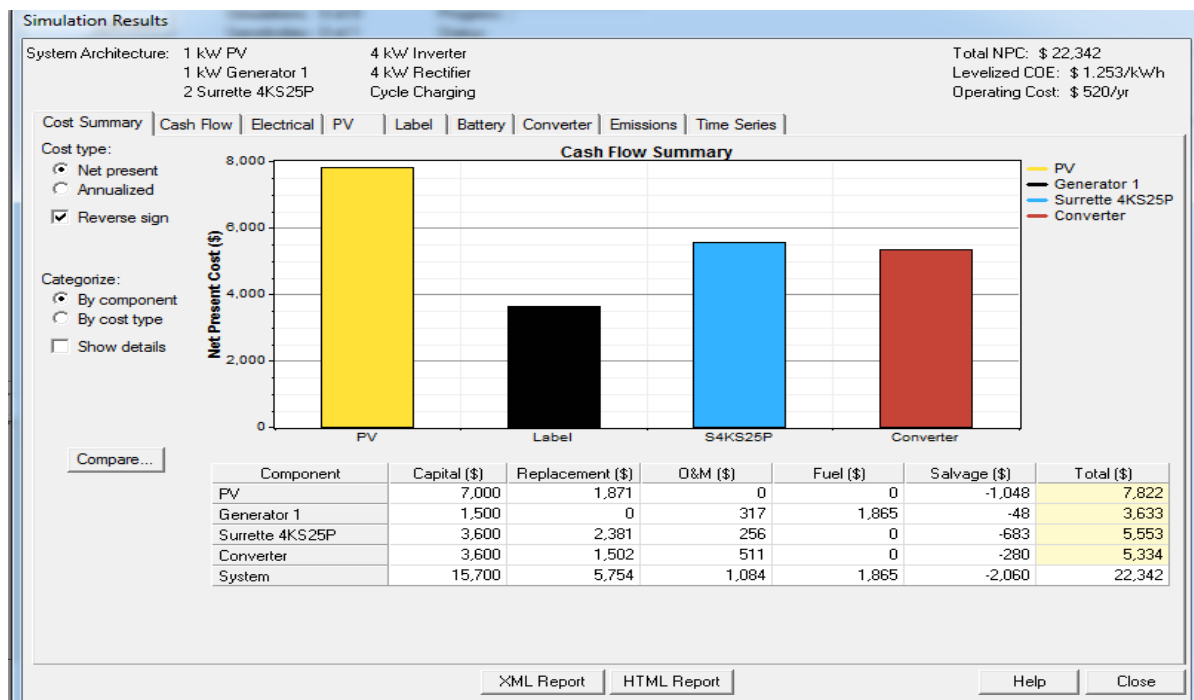 Simulation Results
System Architecture: 1 kW PV 4 kW Inverter Total NPC: $ 22,342
1 kW Generator 1 4 kW Rectifier Levelized COE: $ 1.253/kWh
2 Surrette 4KS25P Cycle Charging Operating Cost: $ 520/yr
Cost Summary Cash Flow Electrical PV Label Battery Converter Emissions Time Series
Cost type:
Net present
Annualized
Reverse sign
Categorize:
By component
By cost type
Show details
Compare...
Cash Flow Summary
Net Present Cost ($)
8,000
6,000
4,000
2,000
0
PV Label S4KS25P Converter
PV
Generator 1
Surrette 4KS25P
Converter
Component Capital ($) Replacement ($) O&M ($) Fuel ($) Salvage ($) Total ($)
PV 7,000 1,871 0 0 -1,048 7,822
Generator 1 1,500 0 317 1,865 -48 3,633
Surrette 4KS25P 3,600 2,381 256 0 -683 5,553
Converter 3,600 1,502 511 0 -280 5,334
System 15,700 5,754 1,084 1,865 -2,060 22,342
XML Report HTML Report Help Close